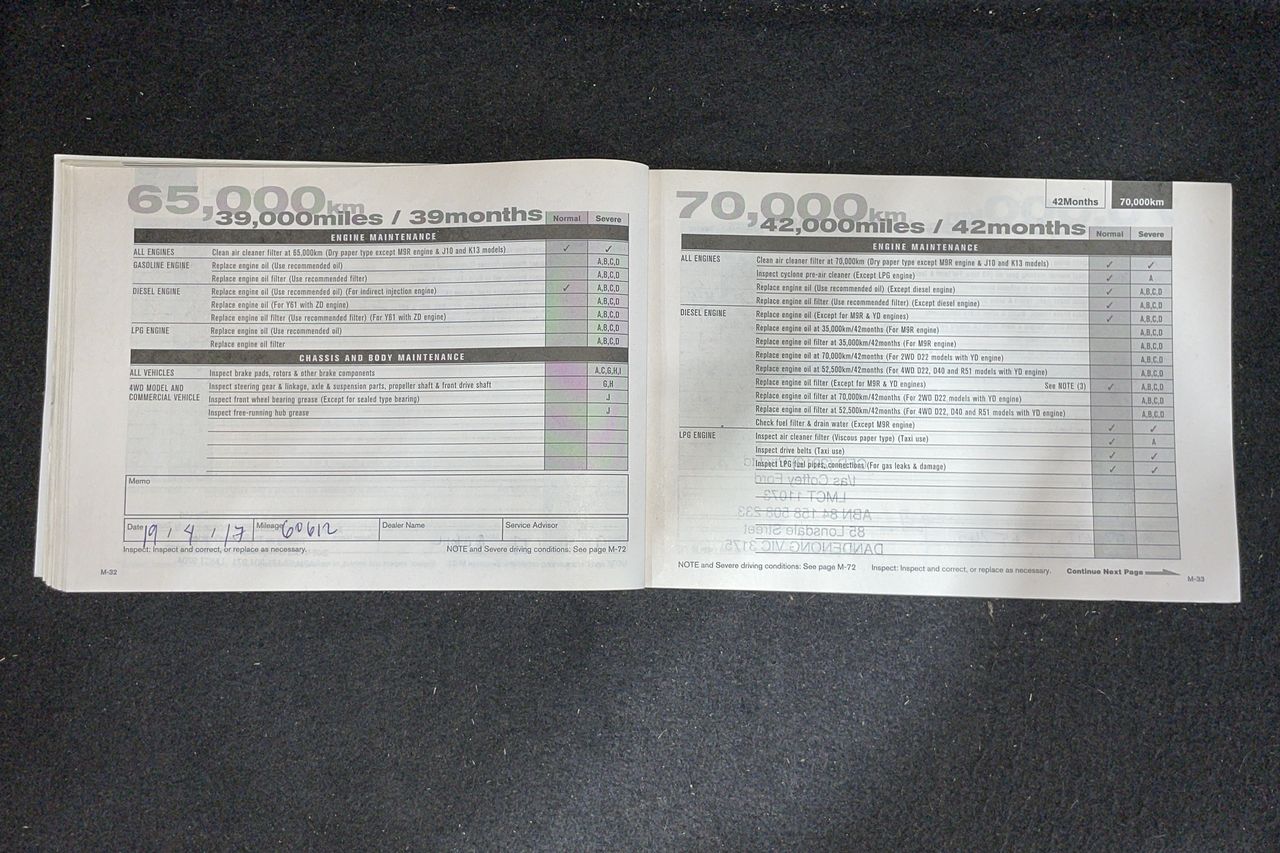 65,000km
39,000miles / 39months
Normal Severe
ENGINE MAINTENANCE
ALL ENGINES Clean air cleaner filter at 65,000km (Dry paper type except M9R engine & J10 and K13 models) ✓ ✓
GASOLINE ENGINE Replace engine oil (Use recommended oil) A,B,C,D
Replace engine oil filter (Use recommended filter) A,B,C,D
DIESEL ENGINE Replace engine oil (Use recommended oil) (For indirect injection engine) ✓ A,B,C,D
Replace engine oil (For Y61 with ZD engine) A,B,C,D
Replace engine oil filter (Use recommended filter) (For Y61 with ZD engine) A,B,C,D
LPG ENGINE Replace engine oil (Use recommended oil) A,B,C,D
Replace engine oil filter A,B,C,D
CHASSIS AND BODY MAINTENANCE
ALL VEHICLES Inspect brake pads, rotors & other brake components A,C,G,H,I
4WD MODEL AND COMMERCIAL VEHICLE Inspect steering gear & linkage, axle & suspension parts, propeller shaft & front drive shaft G,H
Inspect front wheel bearing grease (Except for sealed type bearing) J
Inspect free-running hub grease J
Memo
Date 19.4.17 Mileage 60612 Dealer Name Service Advisor
Inspect: Inspect and correct, or replace as necessary. NOTE and Severe driving conditions: See page M-72
M-32
42Months 70,000km
70,000km
42,000miles / 42months
Normal Severe
ENGINE MAINTENANCE
ALL ENGINES Clean air cleaner filter at 70,000km (Dry paper type except M9R engine & J10 and K13 models) ✓ ✓
Inspect cyclone pre-air cleaner (Except LPG engine) ✓ A
Replace engine oil (Use recommended oil) (Except diesel engine) ✓ A,B,C,D
Replace engine oil filter (Use recommended filter) (Except diesel engine) ✓ A,B,C,D
DIESEL ENGINE Replace engine oil (Except for M9R & YD engines) ✓ A,B,C,D
Replace engine oil at 35,000km/42months (For M9R engine) A,B,C,D
Replace engine oil filter at 35,000km/42months (For M9R engine) A,B,C,D
Replace engine oil at 70,000km/42months (For 2WD D22 models with YD engine) A,B,C,D
Replace engine oil at 52,500km/42months (For 4WD D22, D40 and R51 models with YD engine) A,B,C,D
Replace engine oil filter (Except for M9R & YD engines) See NOTE (3) ✓ A,B,C,D
Replace engine oil filter at 70,000km/42months (For 2WD D22 models with YD engine) A,B,C,D
Replace engine oil filter at 52,500km/42months (For 4WD D22, D40 and R51 models with YD engine) A,B,C,D
Check fuel filter & drain water (Except M9R engine) ✓ ✓
LPG ENGINE Inspect air cleaner filter (Viscous paper type) (Taxi use) ✓ A
Inspect drive belts (Taxi use) ✓ ✓
Inspect LPG fuel pipes, connections (For gas leaks & damage) ✓ ✓
Vas Coffey Ford
LMCT 11073
ABN 84 158 508 233
85 Lonsdale Street
DANDENONG VIC 3175
NOTE and Severe driving conditions: See page M-72 Inspect: Inspect and correct, or replace as necessary. Continue Next Page
M-33